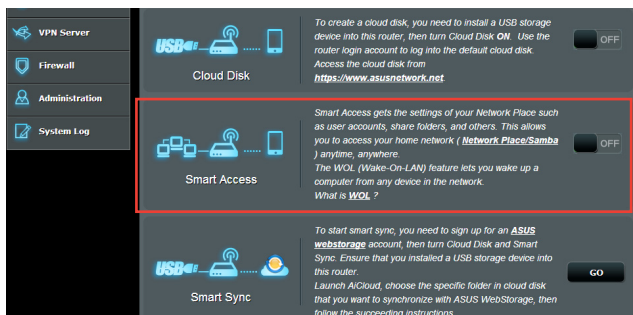 VPN Server
Firewall
Administration
System Log
USB
Cloud Disk
To create a cloud disk, you need to install a USB storage
device into this router, then turn Cloud Disk ON. Use the
router login account to log into the default cloud disk.
Access the cloud disk from
https://www.asusnetwork.net.
OFF
Smart Access
Smart Access gets the settings of your Network Place such
as user accounts, share folders, and others. This allows
you to access your home network ( Network Place/Samba
) anytime, anywhere.
The WOL (Wake-On-LAN) feature lets you wake up a
computer from any device in the network.
What is WOL ?
OFF
USB
Smart Sync
To start smart sync, you need to sign up for an ASUS
webstorage account, then turn Cloud Disk and Smart
Sync. Ensure that you installed a USB storage device into
this router.
Launch AiCloud, choose the specific folder in cloud disk
that you want to synchronize with ASUS WebStorage, then
follow the succeeding instructions.
GO